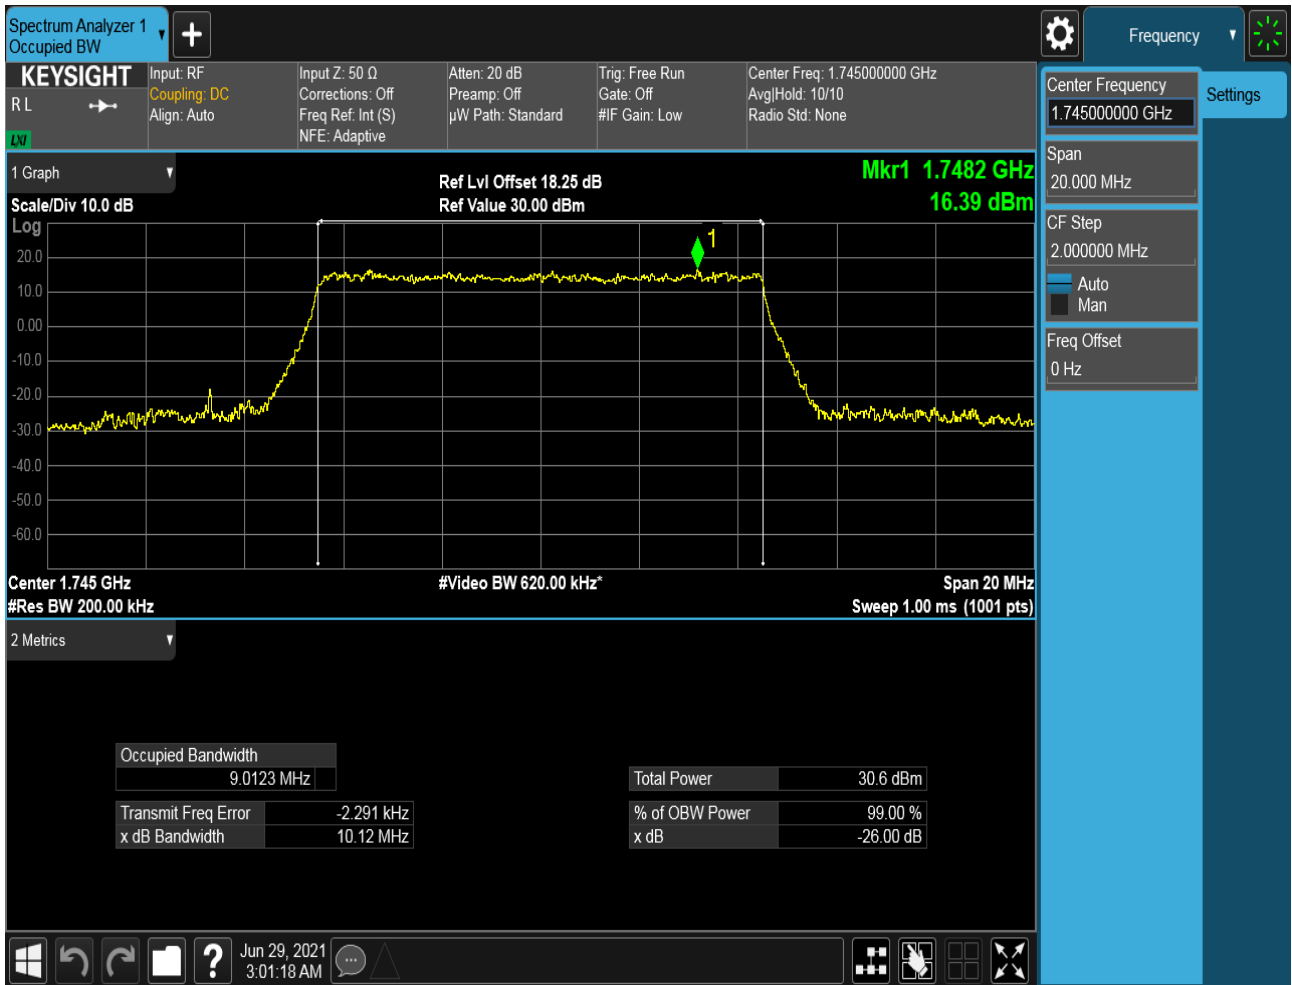 Spectrum Analyzer 1
Occupied BW
Frequency
KEYSIGHT
R L
LXI
Input: RF
Coupling: DC
Align: Auto
Input Z: 50 Ω
Corrections: Off
Freq Ref: Int (S)
NFE: Adaptive
Atten: 20 dB
Preamp: Off
µW Path: Standard
Trig: Free Run
Gate: Off
#IF Gain: Low
Center Freq: 1.745000000 GHz
Avg|Hold: 10/10
Radio Std: None
Center Frequency
1.745000000 GHz
Settings
Span
20.000 MHz
CF Step
2.000000 MHz
Auto
Man
Freq Offset
0 Hz
1 Graph
Scale/Div 10.0 dB
Ref Lvl Offset 18.25 dB
Ref Value 30.00 dBm
Mkr1 1.7482 GHz
16.39 dBm
Log
1
20.0
10.0
0.00
-10.0
-20.0
-30.0
-40.0
-50.0
-60.0
Center 1.745 GHz
#Video BW 620.00 kHz*
Span 20 MHz
#Res BW 200.00 kHz
Sweep 1.00 ms (1001 pts)
2 Metrics
Occupied Bandwidth
9.0123 MHz
Total Power 30.6 dBm
Transmit Freq Error -2.291 kHz
% of OBW Power 99.00 %
x dB Bandwidth 10.12 MHz
x dB -26.00 dB
?
Jun 29, 2021
3:01:18 AM